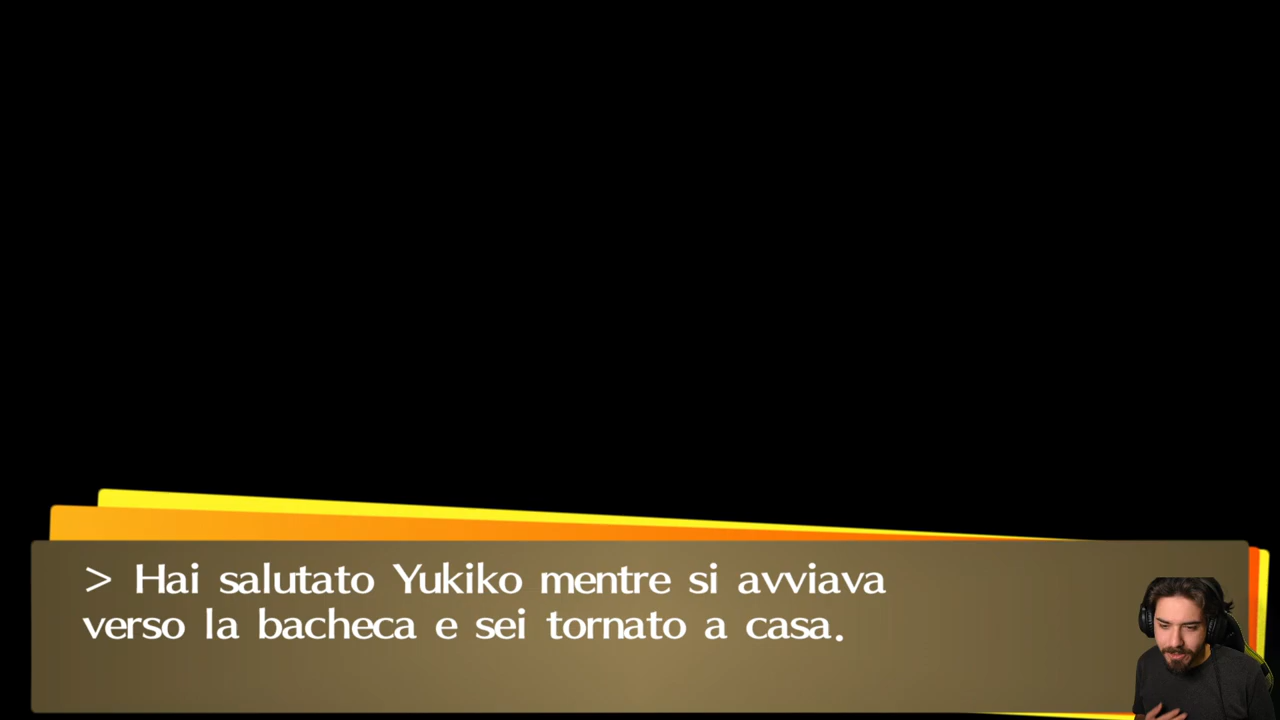 > Hai salutato Yukiko mentre si avviava
verso la bacheca e sei tornato a casa.